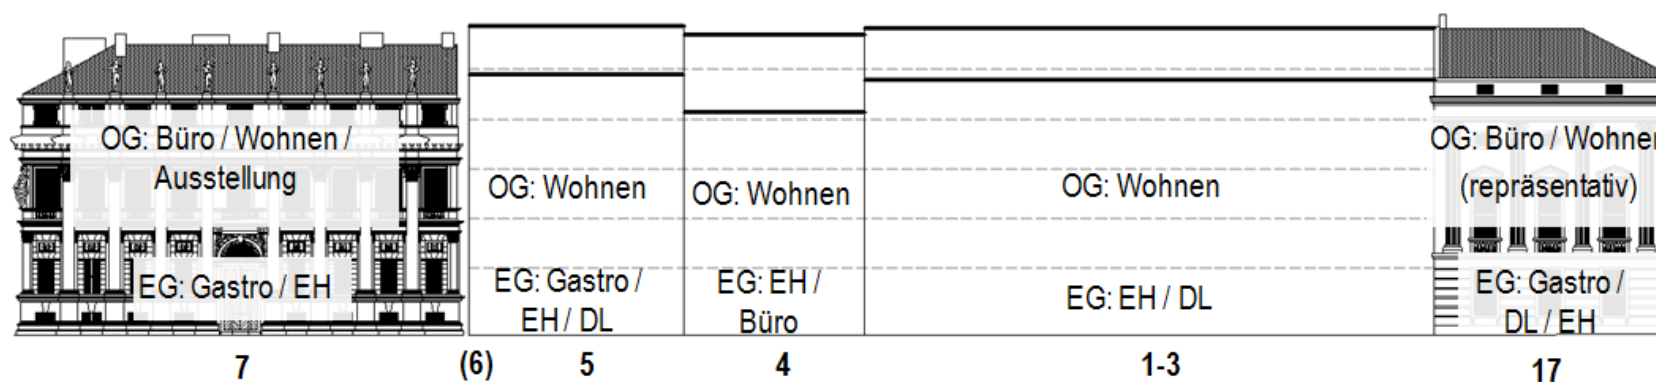 OG: Büro / Wohnen /
Ausstellung
EG: Gastro / EH
OG: Wohnen
EG: Gastro /
EH / DL
OG: Wohnen
EG: EH /
Büro
OG: Wohnen
EG: EH / DL
OG: Büro / Wohnen
(repräsentativ)
EG: Gastro /
DL / EH
7
(6)
5
4
1-3
17